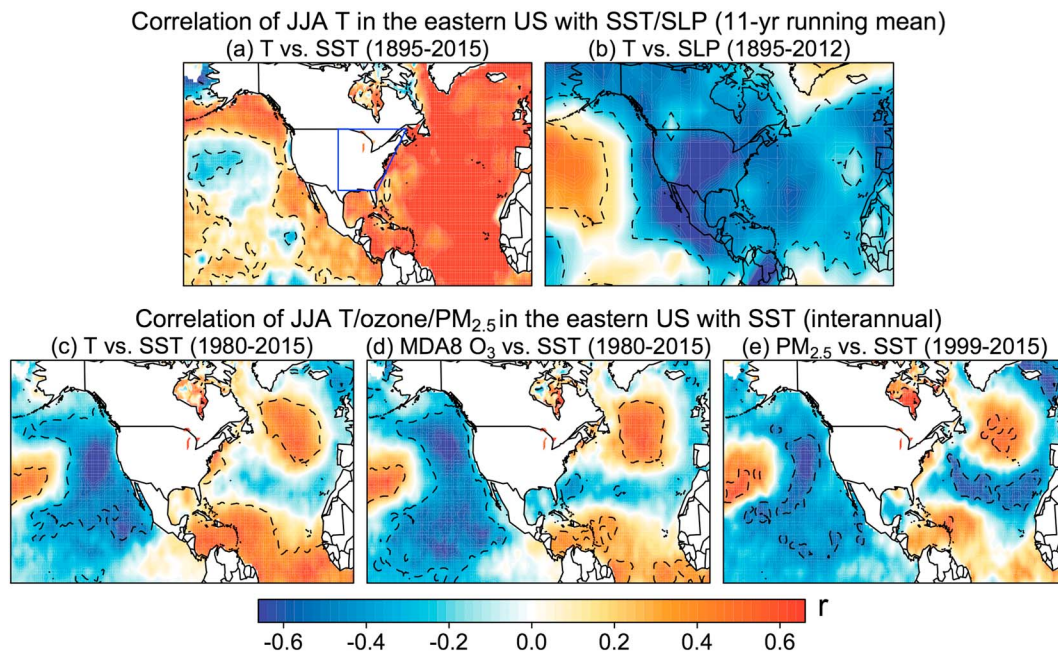 Correlation of JJA T in the eastern US with SST/SLP (11-yr running mean)
(a) T vs. SST (1895-2015)
(b) T vs. SLP (1895-2012)
Correlation of JJA T/ozone/PM2.5 in the eastern US with SST (interannual)
(c) T vs. SST (1980-2015)
(d) MDA8 O3 vs. SST (1980-2015)
(e) PM2.5 vs. SST (1999-2015)
r
-0.6 -0.4 -0.2 0.0 0.2 0.4 0.6